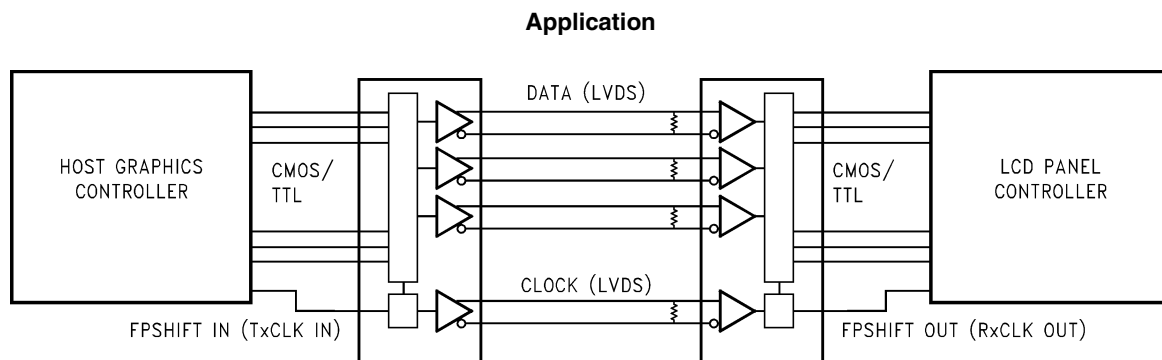 Application
HOST GRAPHICS
CONTROLLER
CMOS/
TTL
DATA (LVDS)
CLOCK (LVDS)
CMOS/
TTL
LCD PANEL
CONTROLLER
FPSHIFT IN (TxCLK IN)
FPSHIFT OUT (RxCLK OUT)